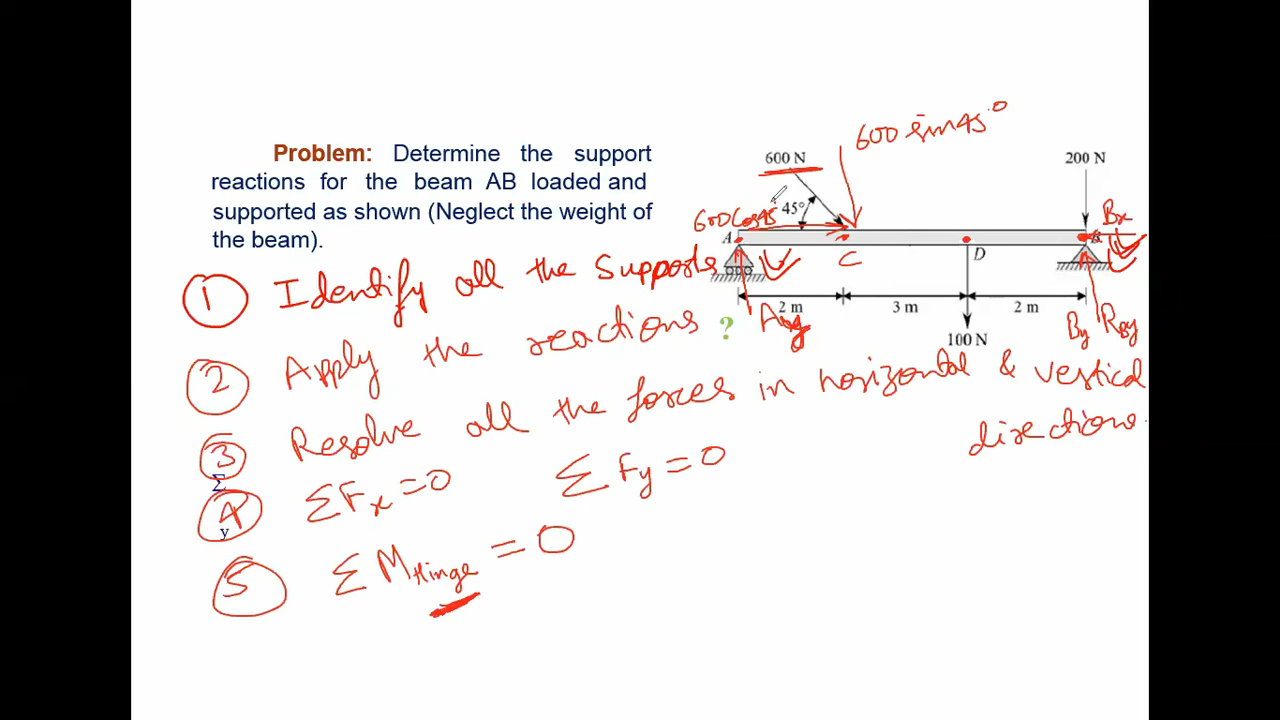 Problem: Determine the support
reactions for the beam AB loaded and
supported as shown (Neglect the weight of
the beam).
600 sin45°
600 N
200 N
45°
600 Cos45
Bx
A
B
C
D
2 m
3 m
2 m
Ay
By RBy
100 N
① Identify all the Supports
② Apply the reactions ?
③ Resolve all the forces in horizontal & vertical
directions
Σ
④ ΣFx = 0 ΣFy = 0
y
⑤ ΣMHinge = 0